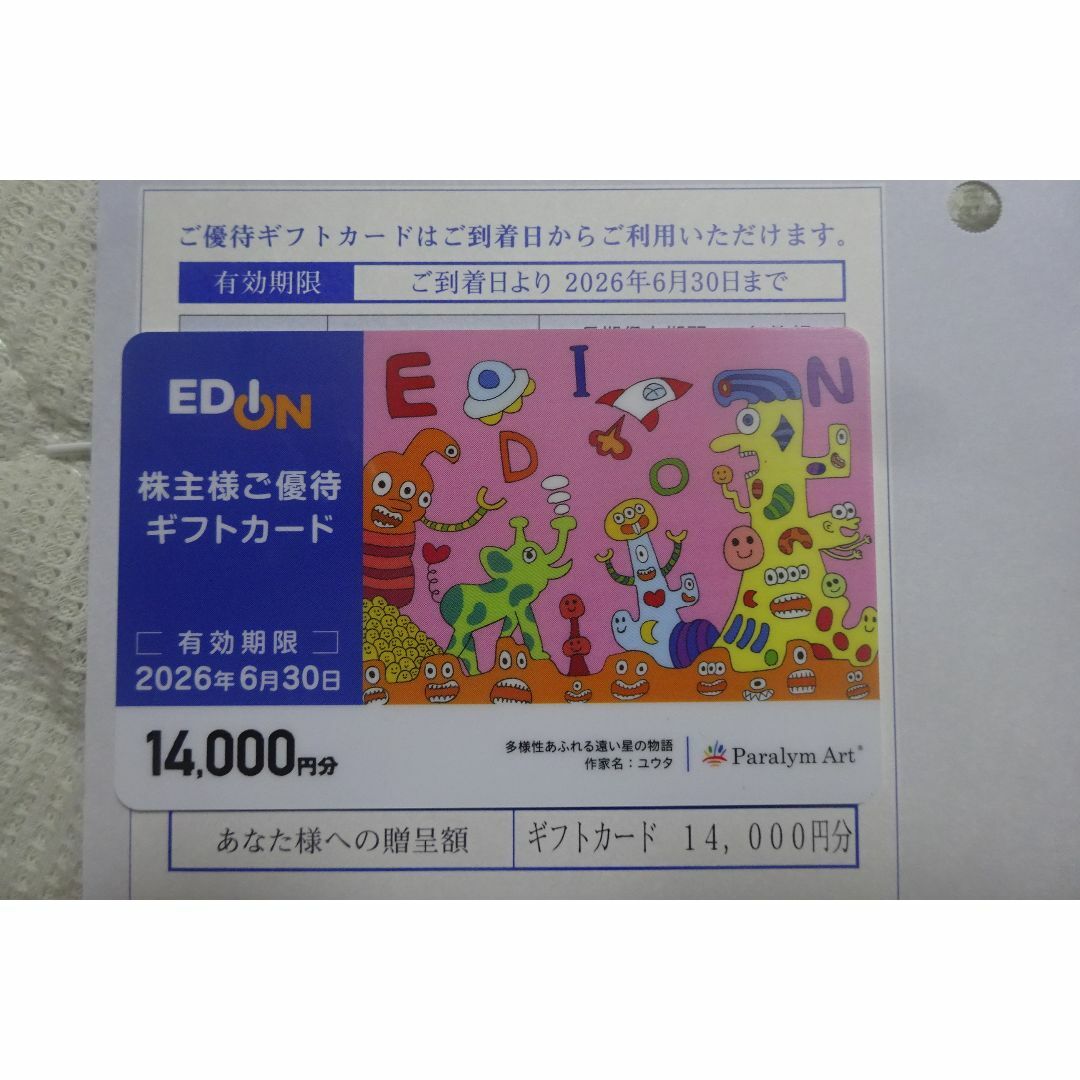 ご優待ギフトカードはご到着日からご利用いただけます。
有効期限 ご到着日より 2026年6月30日まで
EDION
株主様ご優待
ギフトカード
有効期限
2026年6月30日
E D I O N
14,000円分
多様性あふれる遠い星の物語
作家名：ユウタ
Paralym Art®
あなた様への贈呈額 ギフトカード 14,000円分